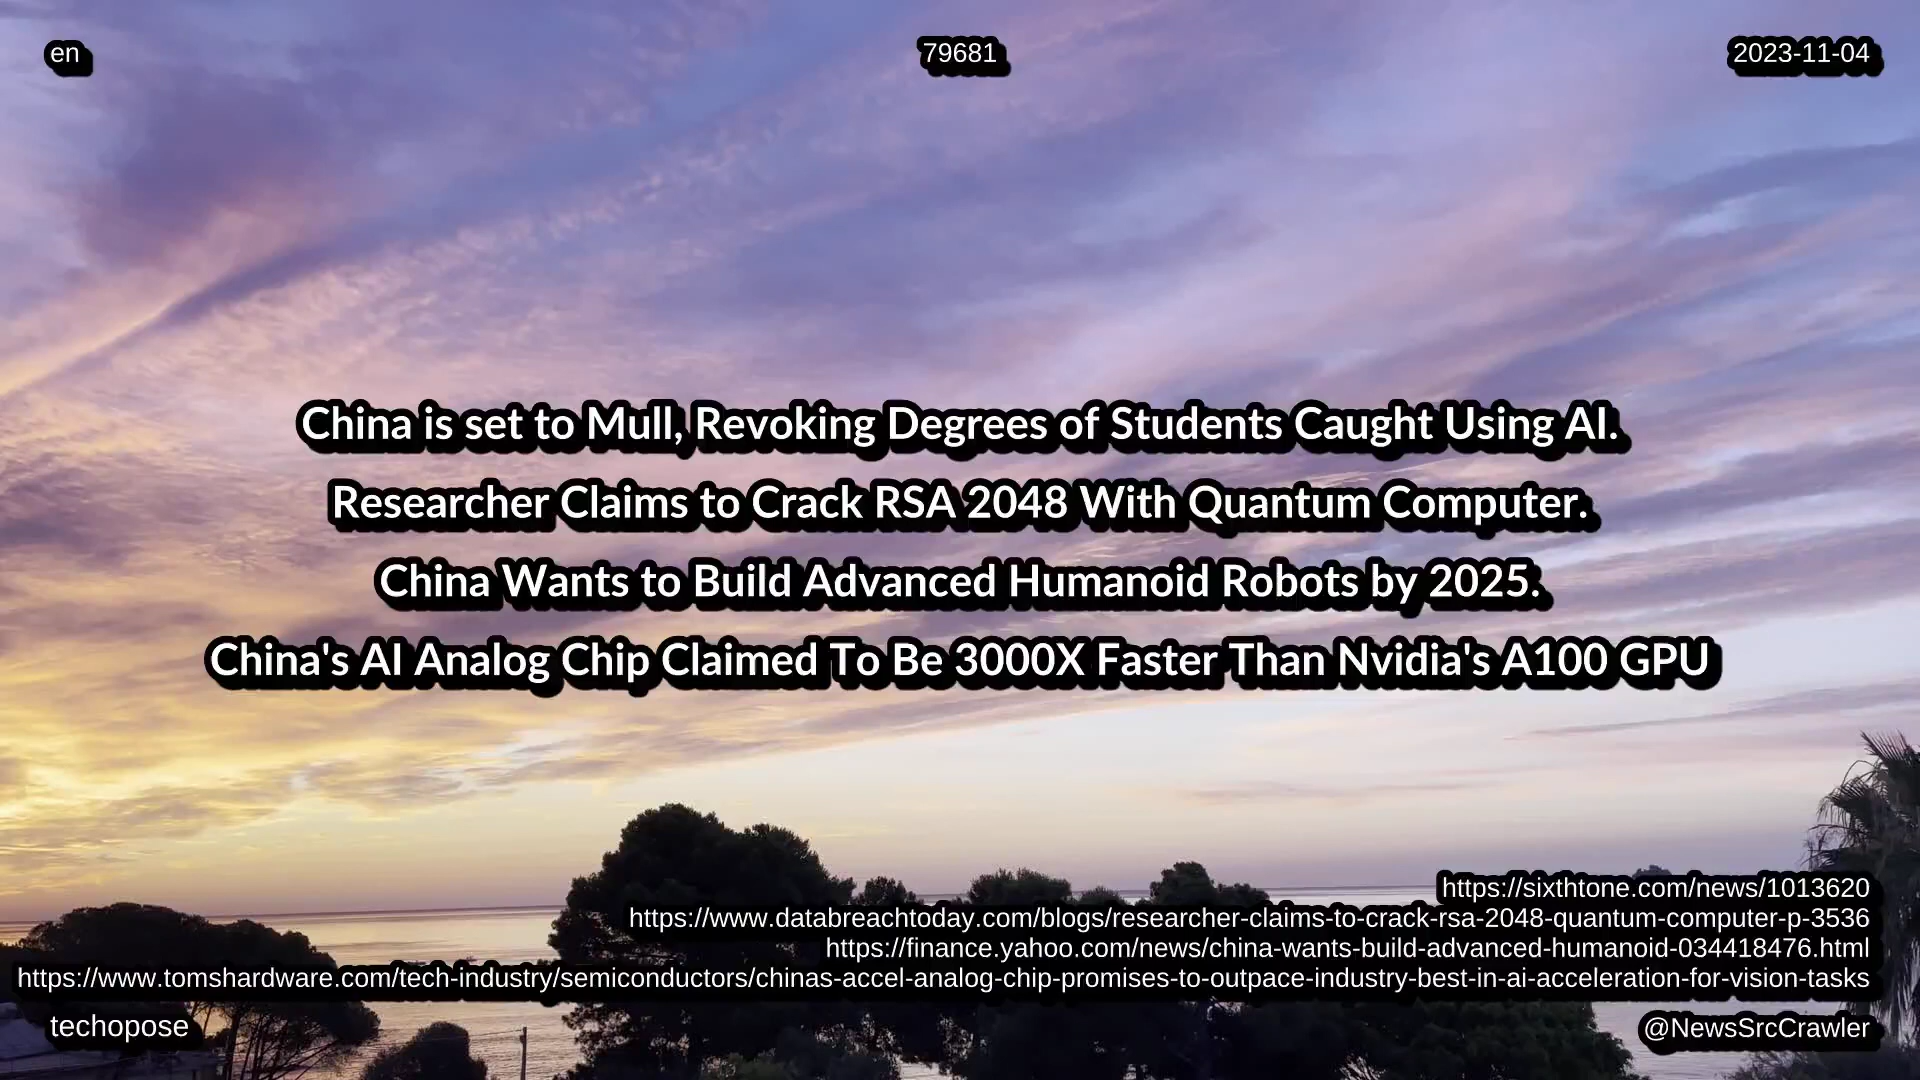 en
79681
2023-11-04
China is set to Mull, Revoking Degrees of Students Caught Using AI.
Researcher Claims to Crack RSA 2048 With Quantum Computer.
China Wants to Build Advanced Humanoid Robots by 2025.
China's AI Analog Chip Claimed To Be 3000X Faster Than Nvidia's A100 GPU
https://sixthtone.com/news/1013620
https://www.databreachtoday.com/blogs/researcher-claims-to-crack-rsa-2048-quantum-computer-p-3536
https://finance.yahoo.com/news/china-wants-build-advanced-humanoid-034418476.html
https://www.tomshardware.com/tech-industry/semiconductors/chinas-accel-analog-chip-promises-to-outpace-industry-best-in-ai-acceleration-for-vision-tasks
techopose
@NewsSrcCrawler